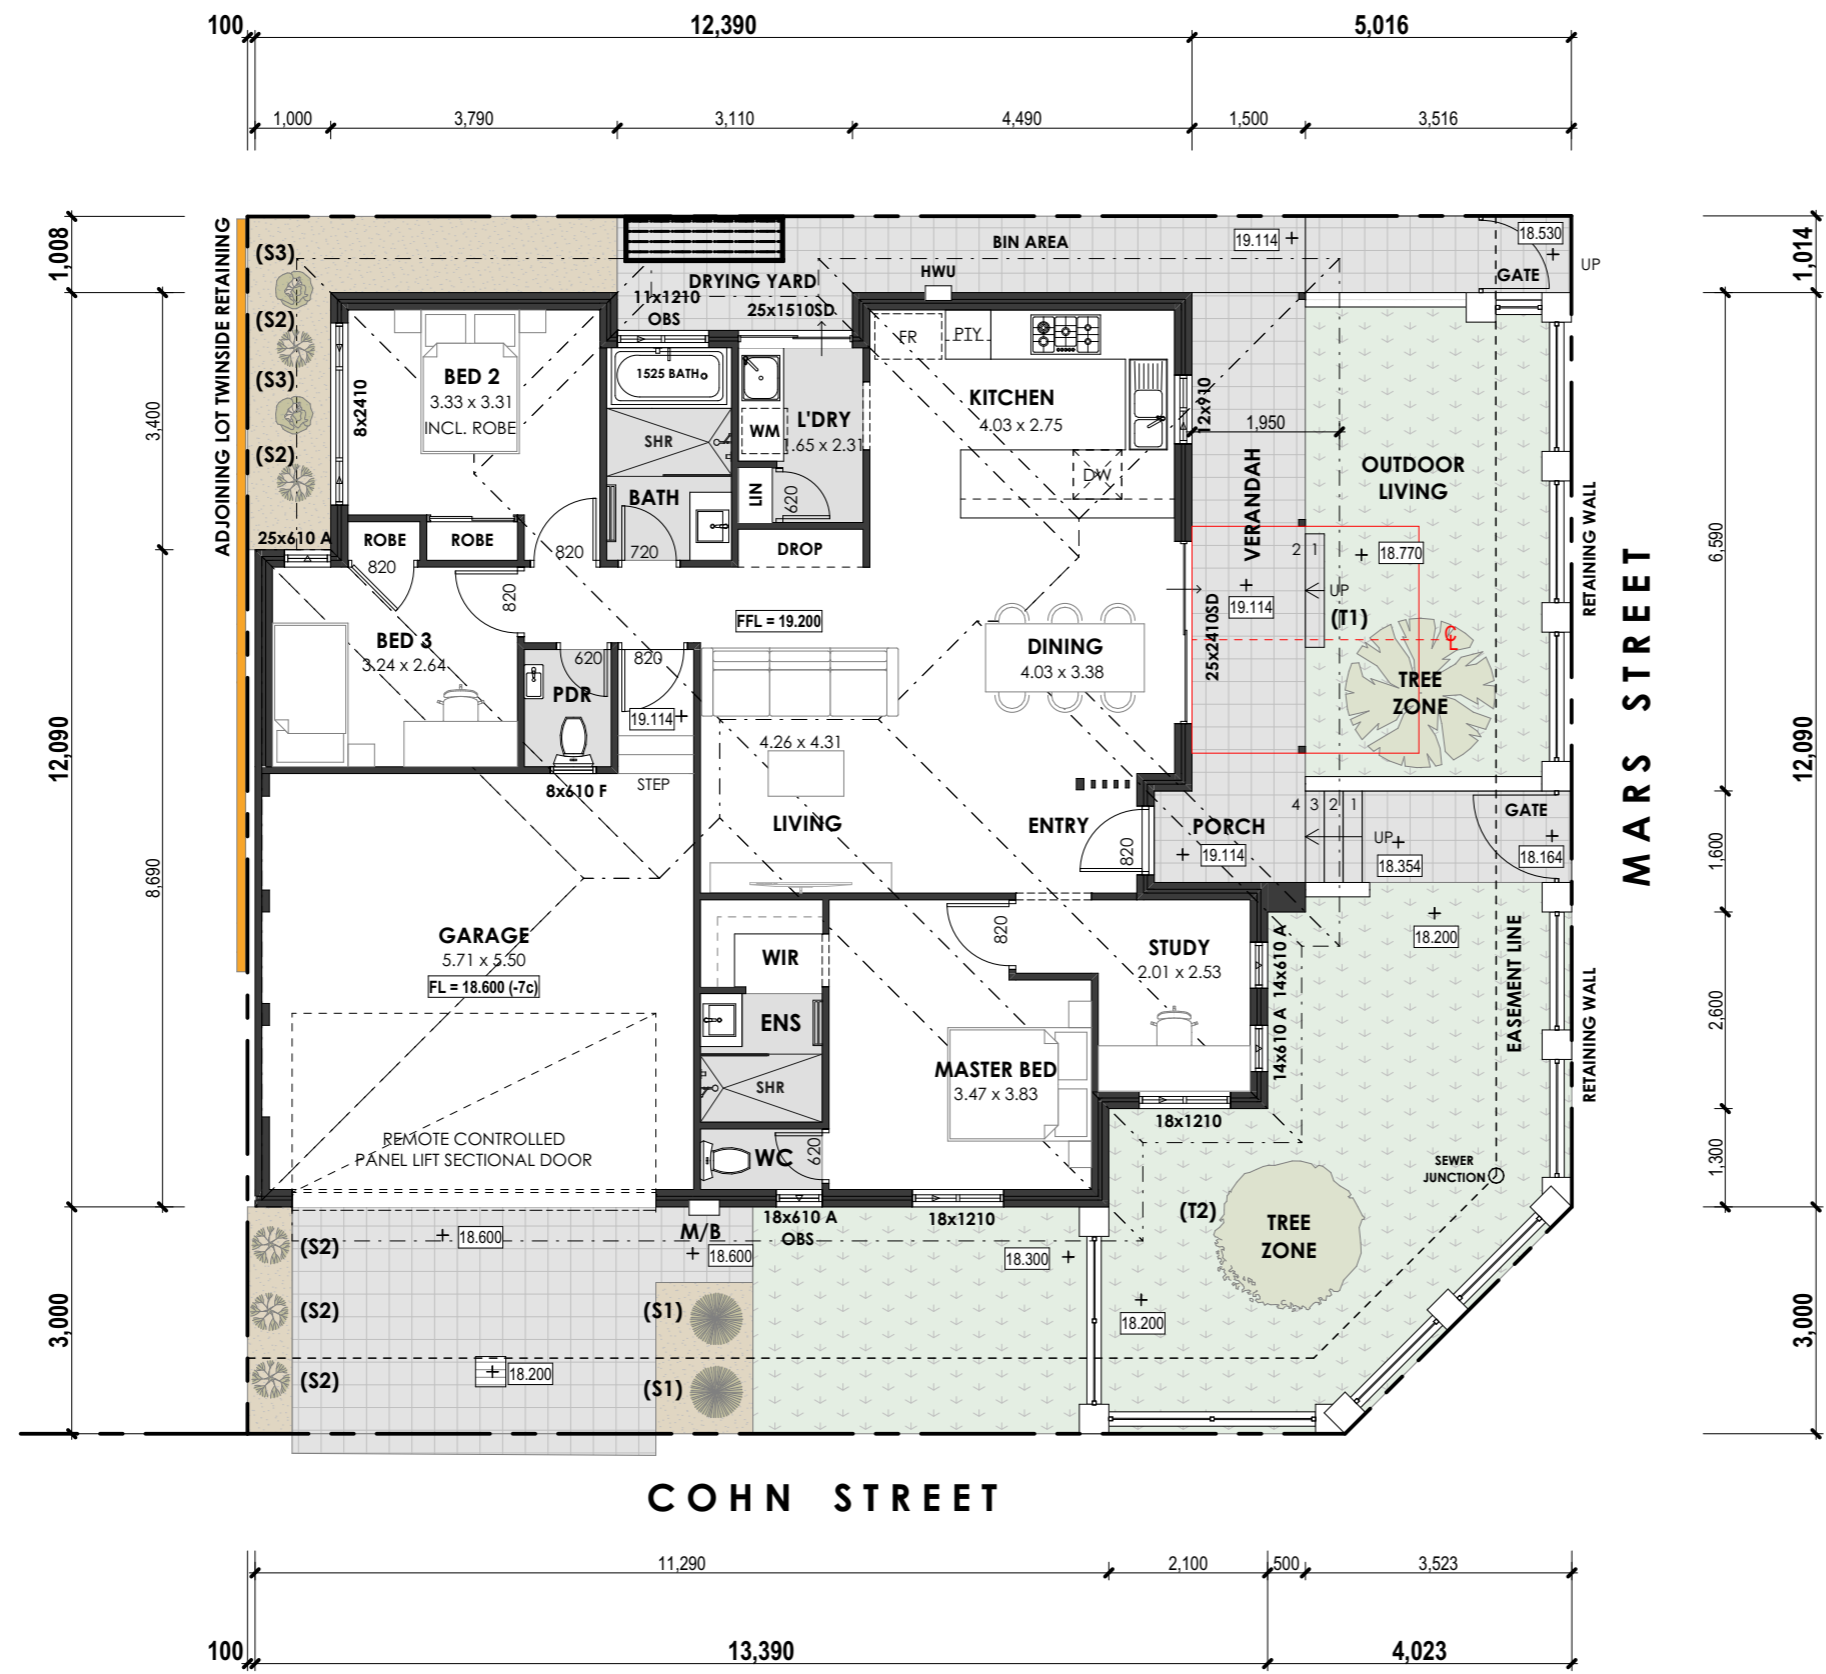 100
12,390
5,016
1,000
3,790
3,110
4,490
1,500
3,516
1,008
12,090
3,000
3,400
8,690
ADJOINING LOT TWINSIDE RETAINING
(S3)
(S2)
(S3)
(S2)
25x610 A
8x2410
BED 2
3.33 x 3.31
INCL. ROBE
ROBE
ROBE
820
820
820
BED 3
3.24 x 2.64
11x1210
OBS
DRYING YARD
25x1510SD
BIN AREA
HWU
19.114
18.530
GATE
UP
1525 BATH
SHR
BATH
720
WM
L'DRY
1.65 x 2.31
LIN
620
DROP
FR
PTY
KITCHEN
4.03 x 2.75
DW
12x910
1,950
VERANDAH
OUTDOOR
LIVING
2 1
18.770
UP
19.114
(T1)
25x2410SD
℄
TREE
ZONE
RETAINING WALL
FFL = 19.200
DINING
4.03 x 3.38
620
820
PDR
19.114
8x610 F
STEP
4.26 x 4.31
LIVING
ENTRY
820
PORCH
19.114
4 3 2 1
UP
18.354
GATE
18.164
GARAGE
5.71 x 5.50
FL = 18.600 (-7c)
REMOTE CONTROLLED
PANEL LIFT SECTIONAL DOOR
WIR
ENS
SHR
WC
620
820
MASTER BED
3.47 x 3.83
STUDY
2.01 x 2.53
14x610 A
14x610 A
18x1210
18.200
EASEMENT LINE
RETAINING WALL
SEWER
JUNCTION
(T2)
TREE
ZONE
18.200
M/B
18x610 A
OBS
18x1210
18.600
18.600
18.300
(S2)
(S2)
(S2)
(S1)
(S1)
18.200
1,014
12,090
3,000
6,590
1,600
2,600
1,300
MARS STREET
COHN STREET
11,290
2,100
500
3,523
100
13,390
4,023